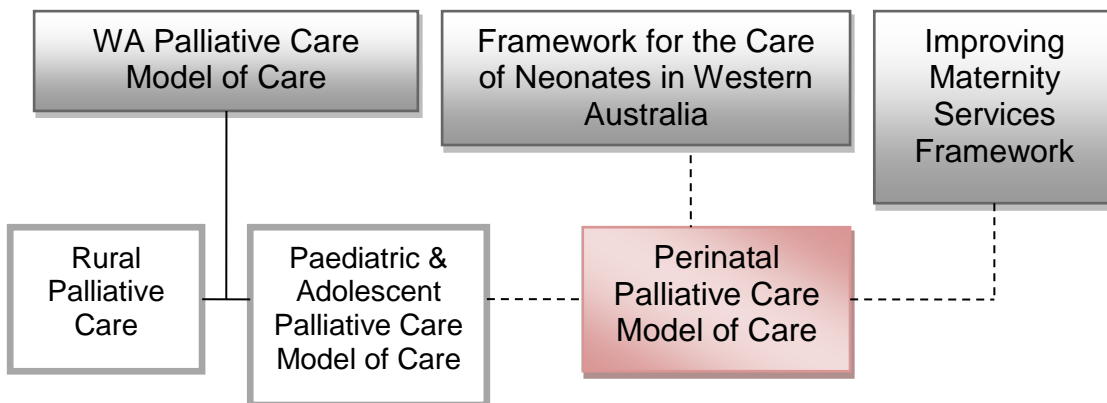 WA Palliative Care
Model of Care
Framework for the Care
of Neonates in Western
Australia
Improving
Maternity
Services
Framework
Rural
Palliative
Care
Paediatric &
Adolescent
Palliative Care
Model of Care
Perinatal
Palliative Care
Model of Care